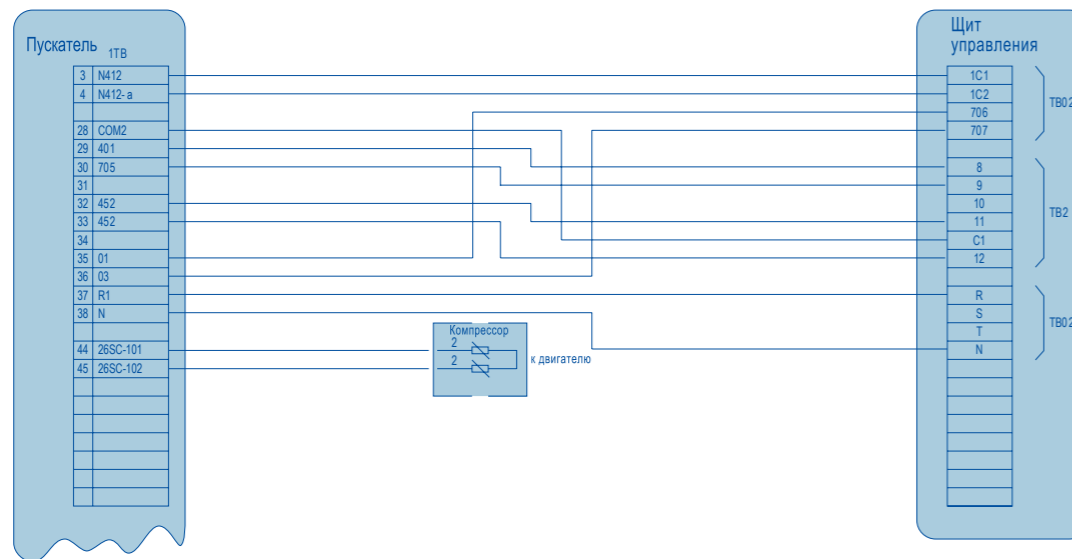 Пускатель 1TB
3 N412
4 N412-a
28 COM2
29 401
30 705
31
32 452
33 452
34
35 01
36 03
37 R1
38 N
44 26SC-101
45 26SC-102
Компрессор
2
2
к двигателю
Щит
управления
1C1
1C2
706
707
TB02
8
9
10
11
C1
12
TB2
R
S
T
N
TB02